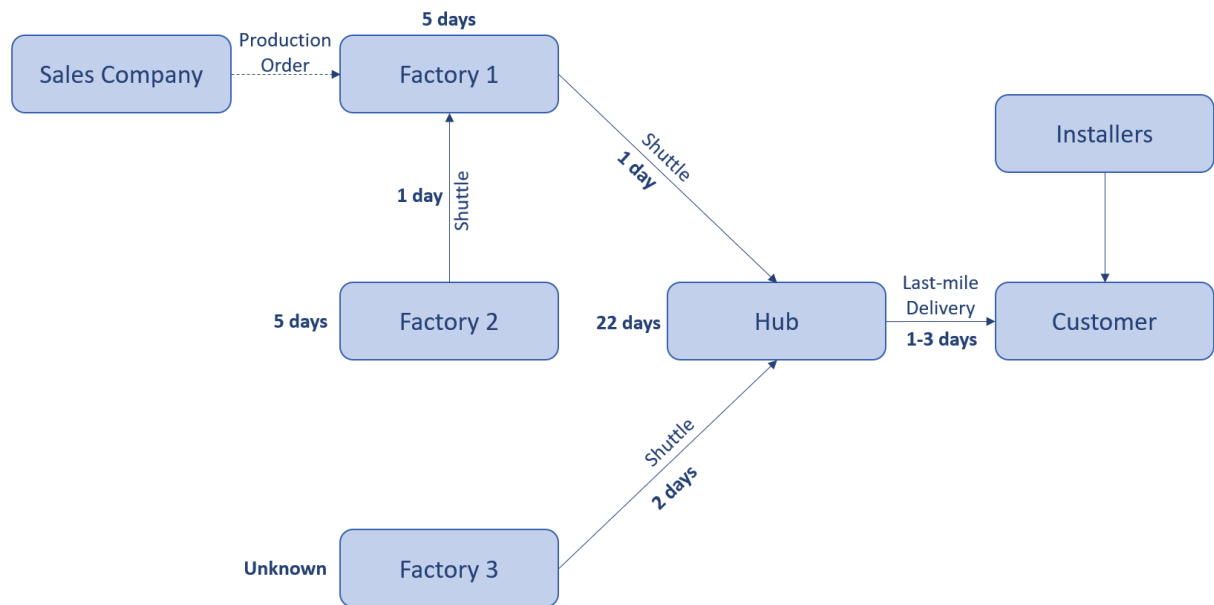 5 days
Sales Company
Production
Order
Factory 1
Installers
Shuttle
1 day
1 day
Shuttle
5 days
Factory 2
22 days
Hub
Last-mile
Delivery
1-3 days
Customer
Shuttle
2 days
Unknown
Factory 3